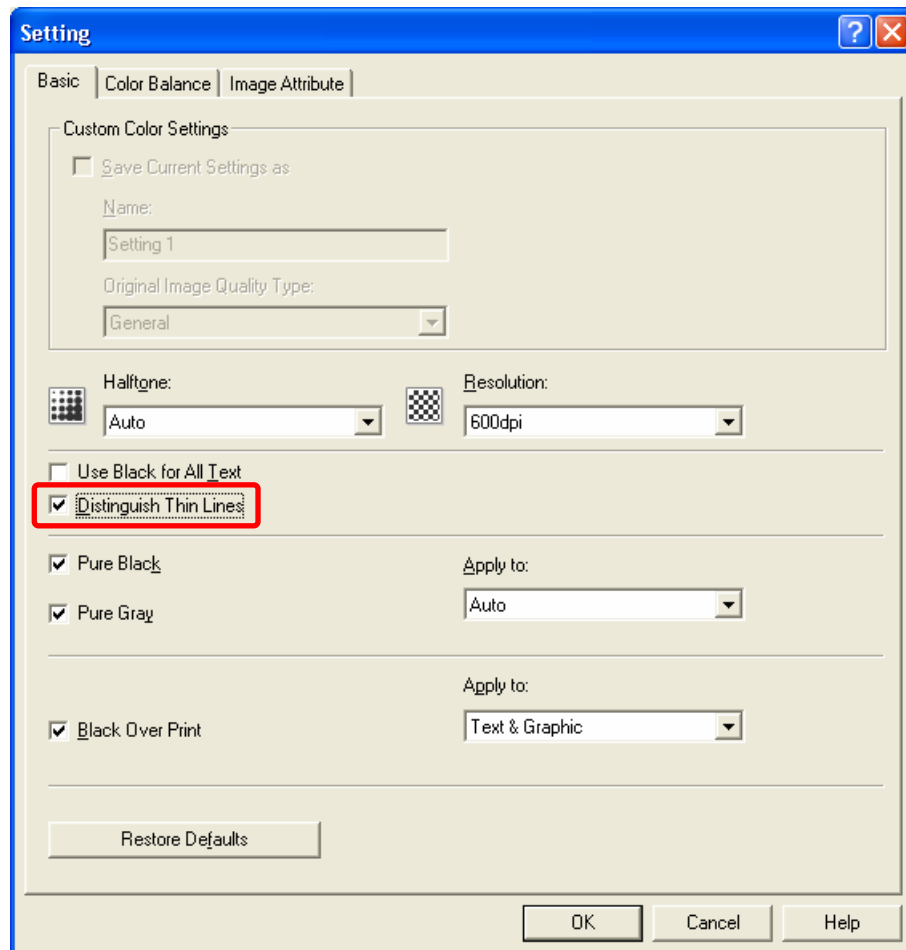 Setting
Basic Color Balance Image Attribute
Custom Color Settings
Save Current Settings as
Name:
Setting 1
Original Image Quality Type:
General
Halftone: Resolution:
Auto 600dpi
Use Black for All Text
Distinguish Thin Lines
Pure Black Apply to:
Pure Gray Auto
Apply to:
Black Over Print Text & Graphic
Restore Defaults
OK Cancel Help